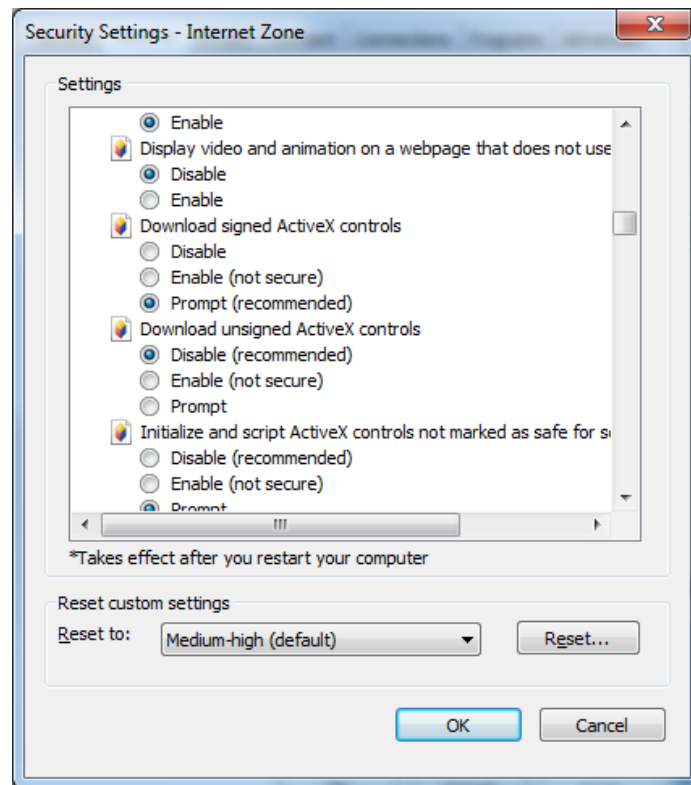 Security Settings - Internet Zone
Settings
Enable
Display video and animation on a webpage that does not use
Disable
Enable
Download signed ActiveX controls
Disable
Enable (not secure)
Prompt (recommended)
Download unsigned ActiveX controls
Disable (recommended)
Enable (not secure)
Prompt
Initialize and script ActiveX controls not marked as safe for
Disable (recommended)
Enable (not secure)
Prompt
*Takes effect after you restart your computer
Reset custom settings
Reset to: Medium-high (default) Reset...
OK Cancel